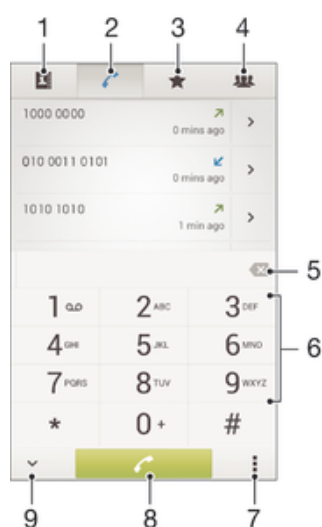 1 2 3 4
1000 0000
0 mins ago
010 0011 0101
0 mins ago
1010 1010
1 min ago
5
1 2 ABC 3 DEF
4 GHI 5 JKL 6 MNO
6
7 PQRS 8 TUV 9 WXYZ
* 0 + #
9 8 7